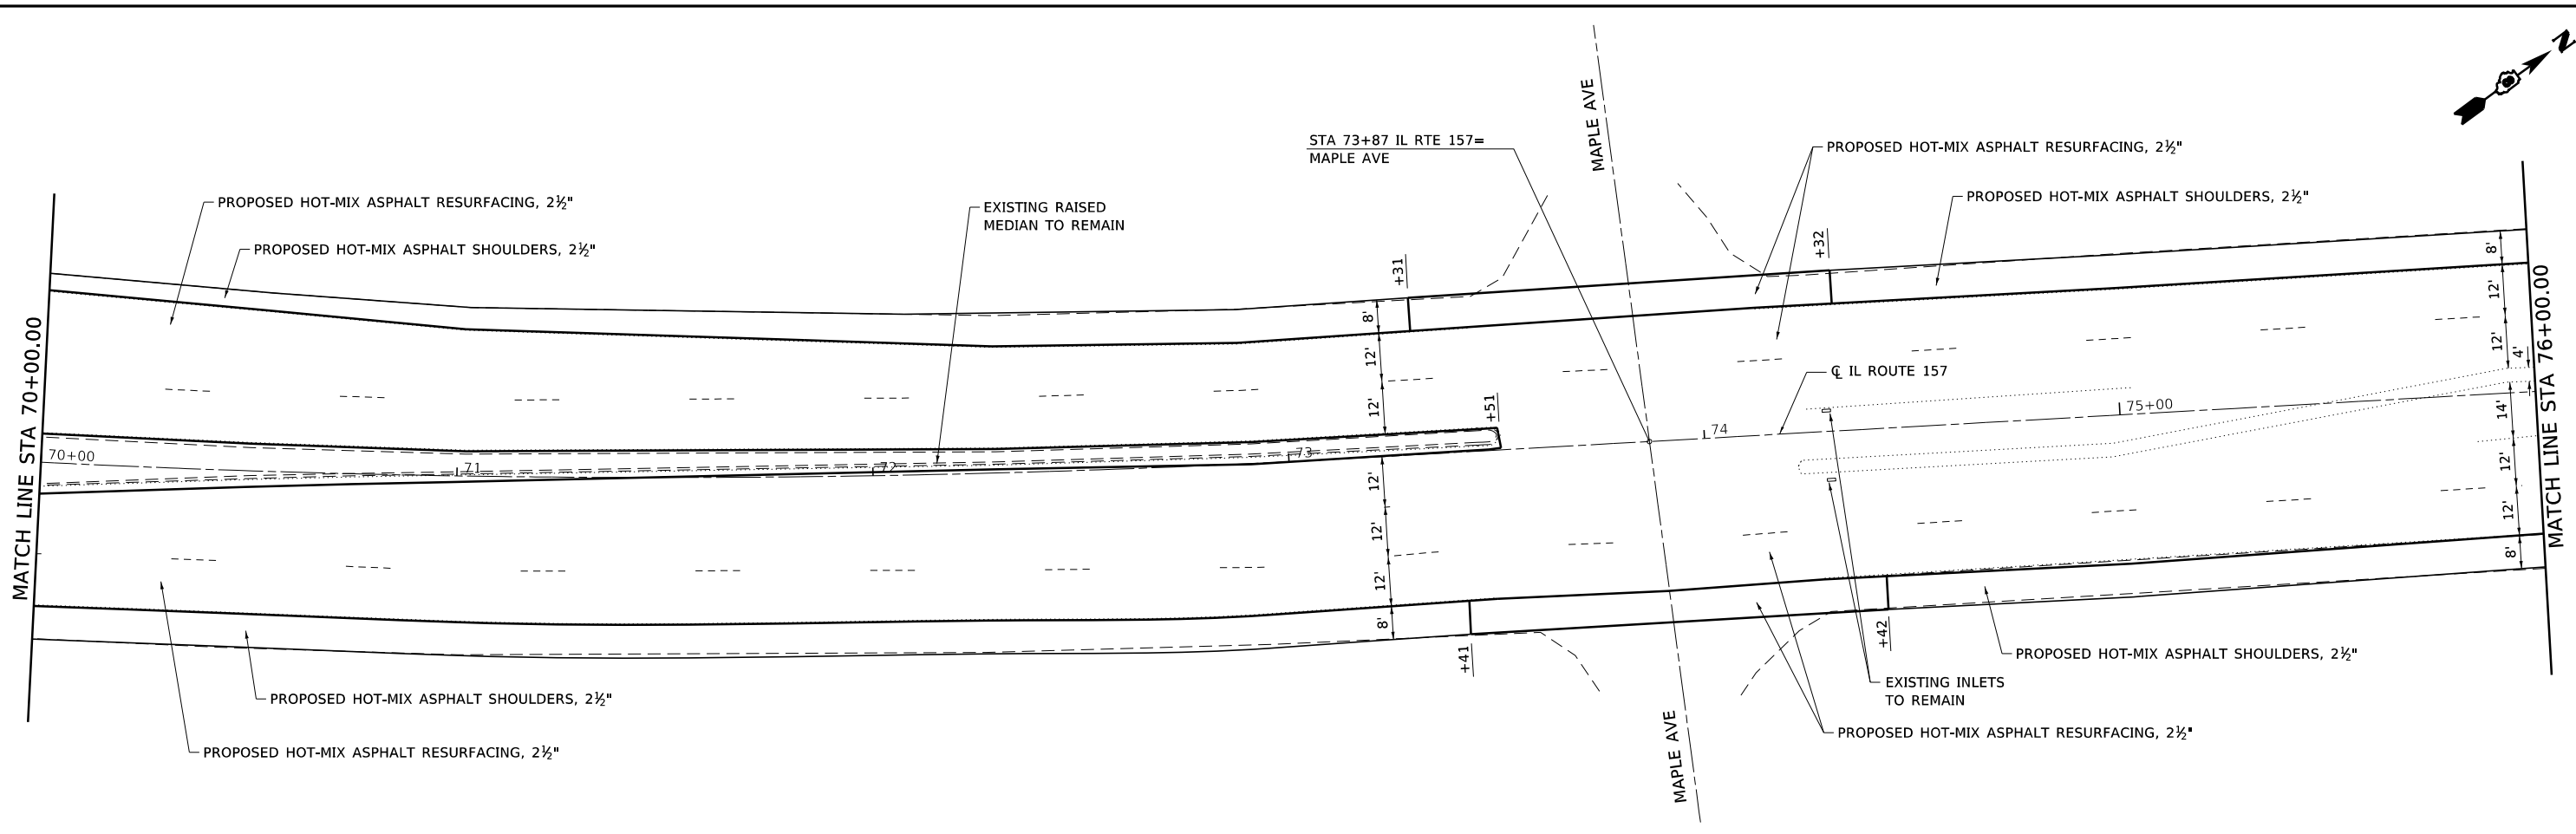 N
MAPLE AVE
STA 73+87 IL RTE 157=
MAPLE AVE
PROPOSED HOT-MIX ASPHALT RESURFACING, 2½"
PROPOSED HOT-MIX ASPHALT SHOULDERS, 2½"
PROPOSED HOT-MIX ASPHALT RESURFACING, 2½"
PROPOSED HOT-MIX ASPHALT SHOULDERS, 2½"
EXISTING RAISED
MEDIAN TO REMAIN
+31
+32
8'
12'
12'
+51
12'
12'
12'
8'
+41
+42
℄ IL ROUTE 157
8'
12'
12'
4'
14'
12'
12'
8'
MATCH LINE STA 70+00.00
70+00
71
72
73
74
75+00
MATCH LINE STA 76+00.00
PROPOSED HOT-MIX ASPHALT SHOULDERS, 2½"
PROPOSED HOT-MIX ASPHALT RESURFACING, 2½"
PROPOSED HOT-MIX ASPHALT SHOULDERS, 2½"
EXISTING INLETS
TO REMAIN
PROPOSED HOT-MIX ASPHALT RESURFACING, 2½"
MAPLE AVE